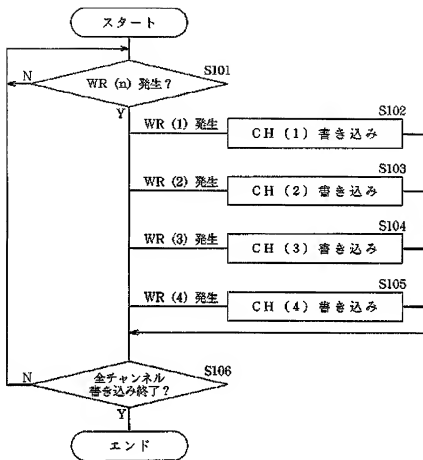 スタート
S101
N
WR (n) 発生?
Y
S102
WR (1) 発生
CH (1) 書き込み
S103
WR (2) 発生
CH (2) 書き込み
S104
WR (3) 発生
CH (3) 書き込み
S105
WR (4) 発生
CH (4) 書き込み
S106
N
全チャンネル
書き込み終了?
Y
エンド